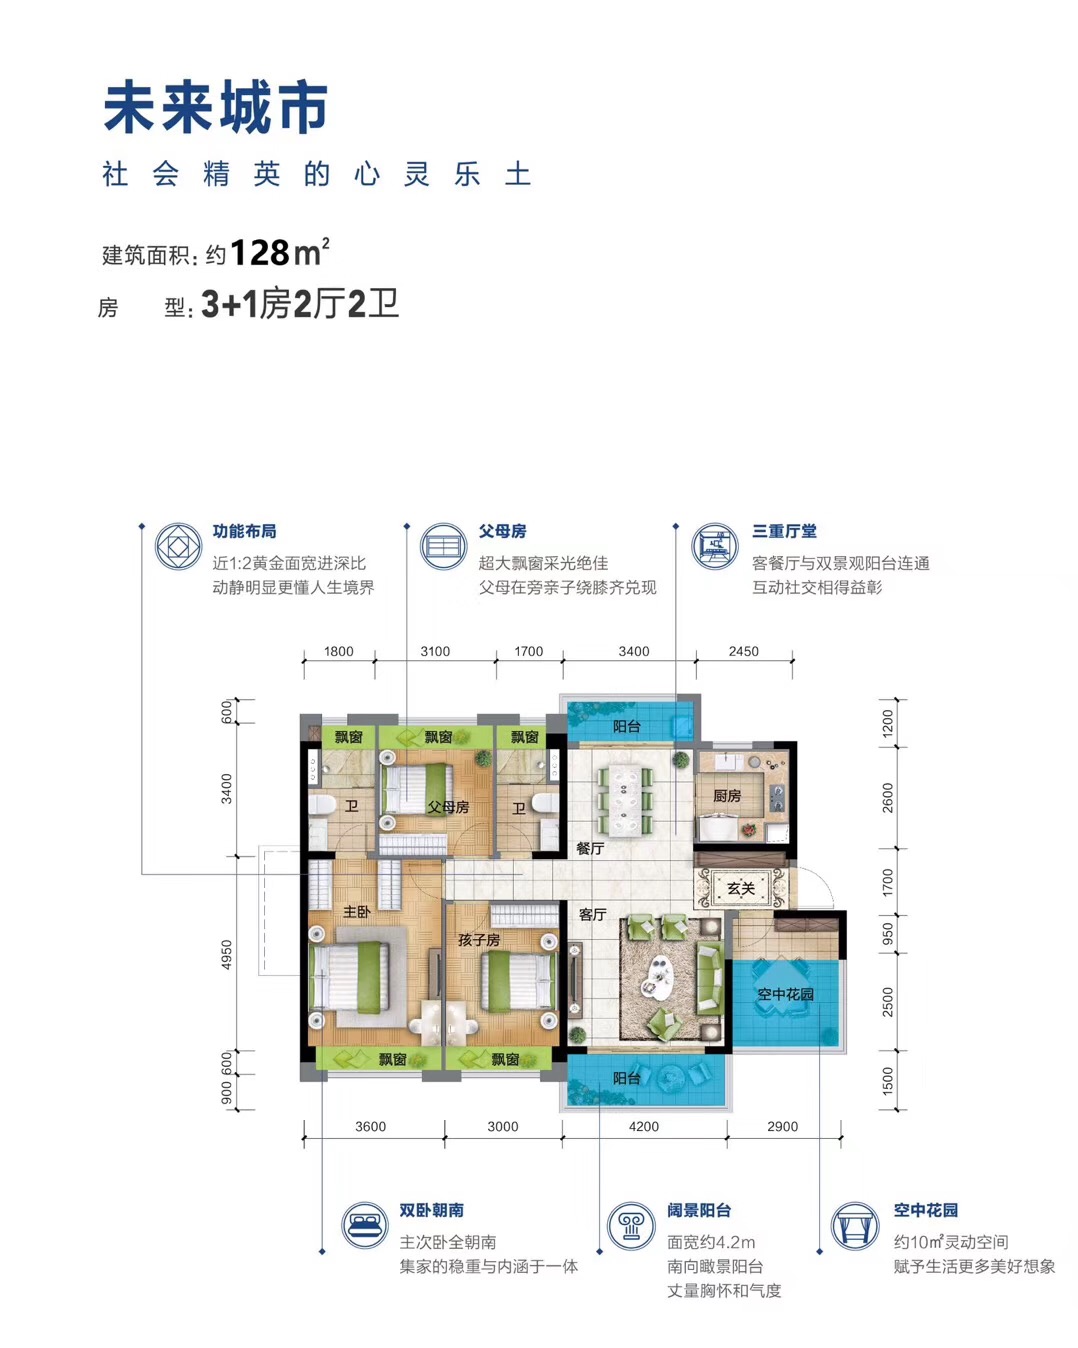 未来城市
社会精英的心灵乐土
建筑面积：约128m²
房　　型：3+1房2厅2卫
功能布局
近1:2黄金面宽进深比
动静明显更懂人生境界
父母房
超大飘窗采光绝佳
父母在旁亲子绕膝齐兑现
三重厅堂
客餐厅与双景观阳台连通
互动社交相得益彰
1800 3100 1700 3400 2450
600
3400
4950
600
900
1200
2600
1700
950
2500
1500
阳台
飘窗 飘窗 飘窗
卫 父母房 卫
厨房
餐厅
玄关
主卧
客厅
孩子房
空中花园
飘窗 飘窗
阳台
3600 3000 4200 2900
双卧朝南
主次卧全朝南
集家的稳重与内涵于一体
阔景阳台
面宽约4.2m
南向瞰景阳台
丈量胸怀和气度
空中花园
约10㎡灵动空间
赋予生活更多美好想象